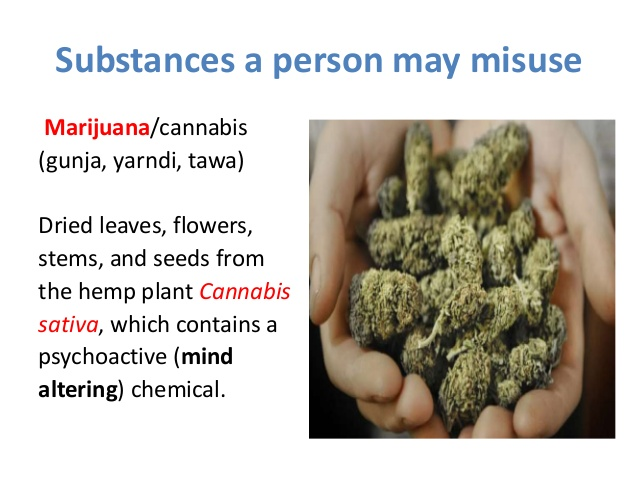 Substances a person may misuse
Marijuana/cannabis
(gunja, yarndi, tawa)
Dried leaves, flowers,
stems, and seeds from
the hemp plant Cannabis
sativa, which contains a
psychoactive (mind
altering) chemical.